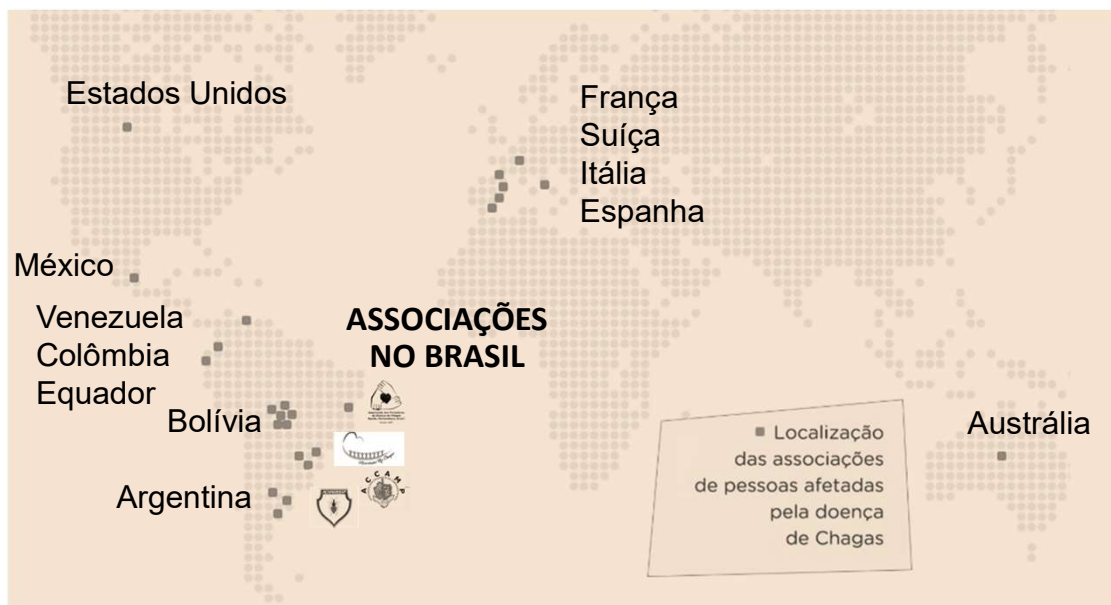 Estados Unidos
França
Suíça
Itália
Espanha
México
Venezuela
Colômbia
Equador
ASSOCIAÇÕES
NO BRASIL
Bolívia
Austrália
Argentina
ACCAMP
Localização
das associações
de pessoas afetadas
pela doença
de Chagas